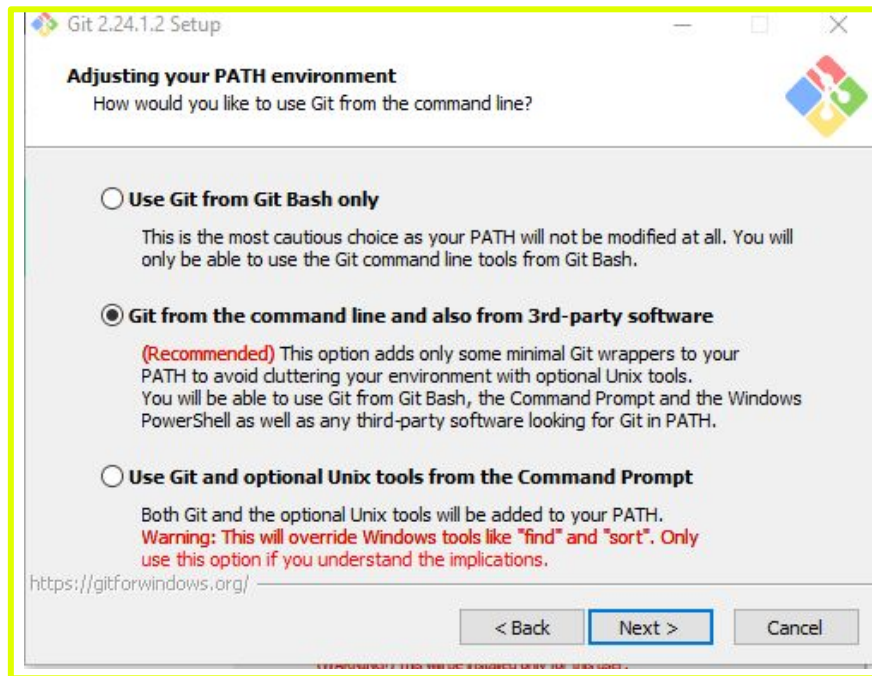 Git 2.24.1.2 Setup
Adjusting your PATH environment
How would you like to use Git from the command line?
Use Git from Git Bash only
This is the most cautious choice as your PATH will not be modified at all. You will
only be able to use the Git command line tools from Git Bash.
Git from the command line and also from 3rd-party software
(Recommended) This option adds only some minimal Git wrappers to your
PATH to avoid cluttering your environment with optional Unix tools.
You will be able to use Git from Git Bash, the Command Prompt and the Windows
PowerShell as well as any third-party software looking for Git in PATH.
Use Git and optional Unix tools from the Command Prompt
Both Git and the optional Unix tools will be added to your PATH.
Warning: This will override Windows tools like "find" and "sort". Only
use this option if you understand the implications.
https://gitforwindows.org/
< Back Next > Cancel